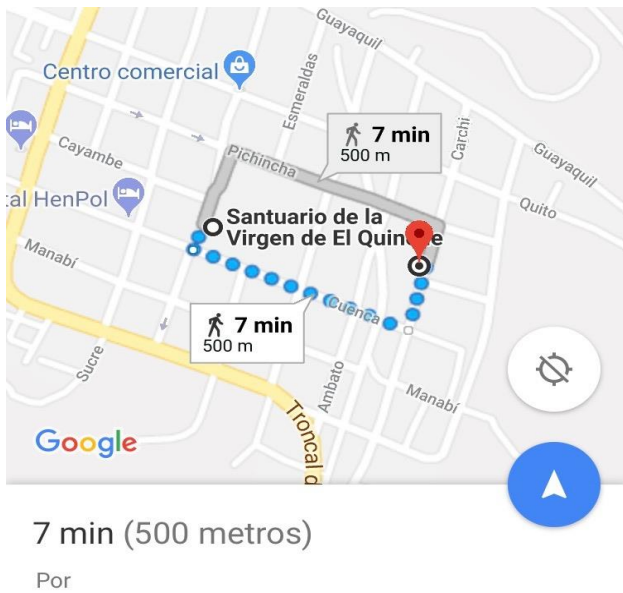 Guayaquil
Centro comercial
Esmeraldas
7 min
500 m
Carchi
Cayambe
Pichincha
Guayaquil
al HenPol
Quito
Santuario de la
Virgen de El Quinche
Manabí
7 min
500 m
Cuenca
Sucre
Ambato
Manabí
Troncal d
Google
7 min (500 metros)
Por